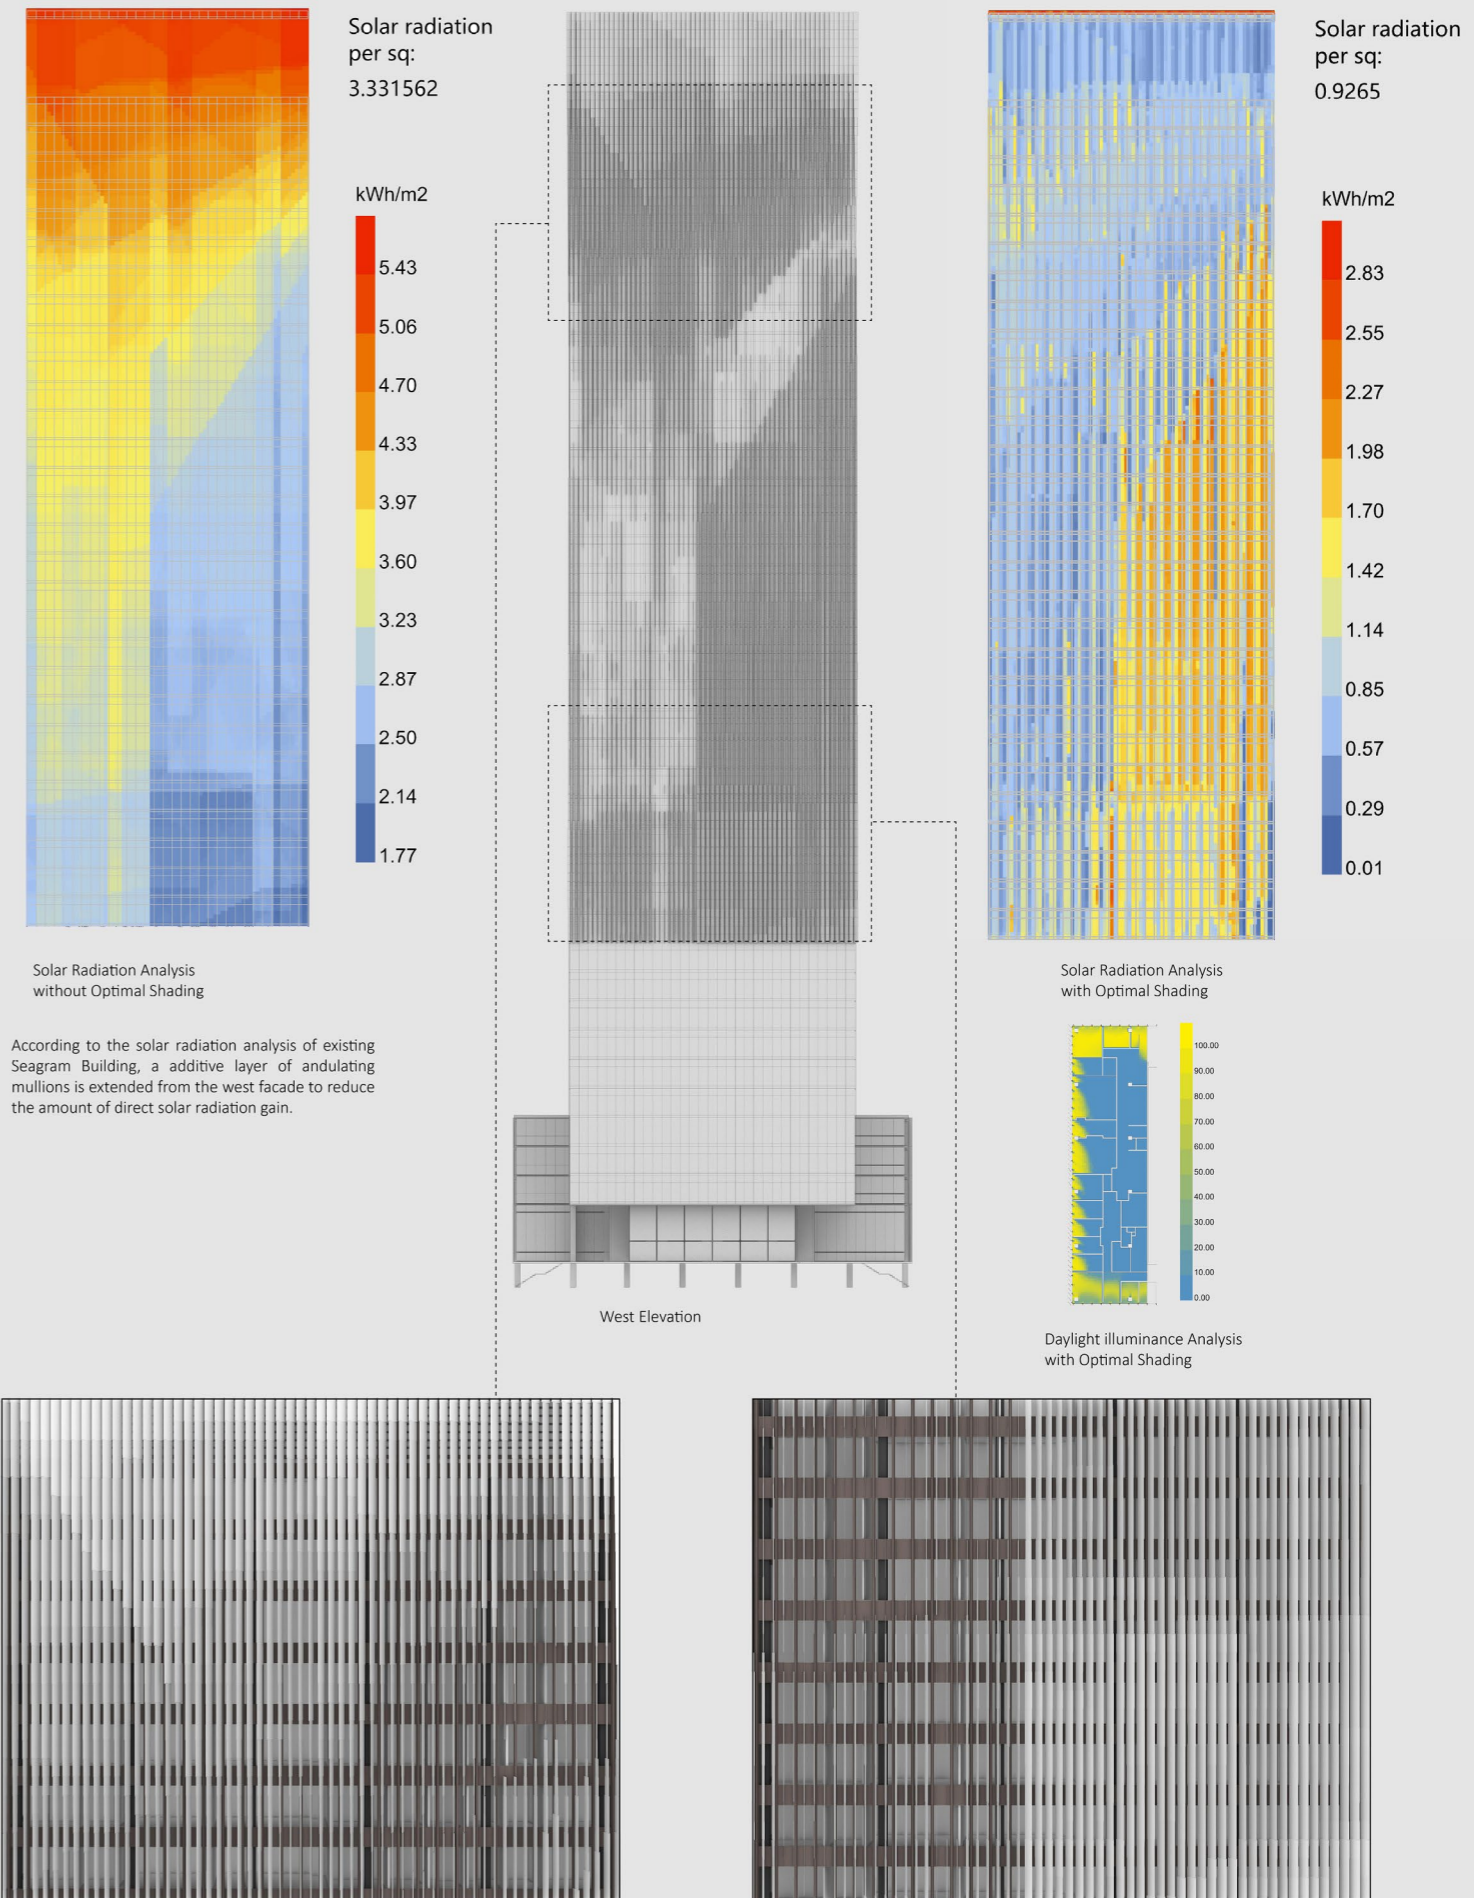 Solar radiation
per sq:
3.331562
kWh/m2
5.43
5.06
4.70
4.33
3.97
3.60
3.23
2.87
2.50
2.14
1.77
Solar Radiation Analysis
without Optimal Shading
According to the solar radiation analysis of existing
Seagram Building, a additive layer of andulating
mullions is extended from the west facade to reduce
the amount of direct solar radiation gain.
West Elevation
Solar radiation
per sq:
0.9265
kWh/m2
2.83
2.55
2.27
1.98
1.70
1.42
1.14
0.85
0.57
0.29
0.01
Solar Radiation Analysis
with Optimal Shading
100.00
90.00
80.00
70.00
60.00
50.00
40.00
30.00
20.00
10.00
0.00
Daylight illuminance Analysis
with Optimal Shading